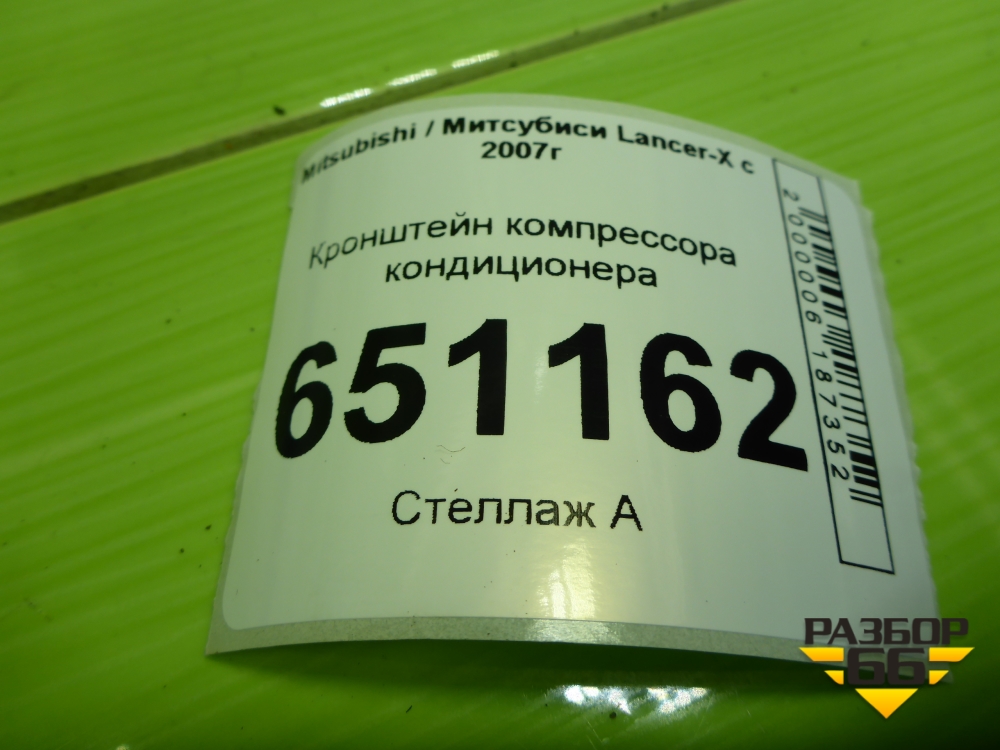 Mitsubishi / Митсубиси Lancer-X с
2007г
Кронштейн компрессора
кондиционера
651162
Стеллаж А
2000006187352
РАЗБОР
66